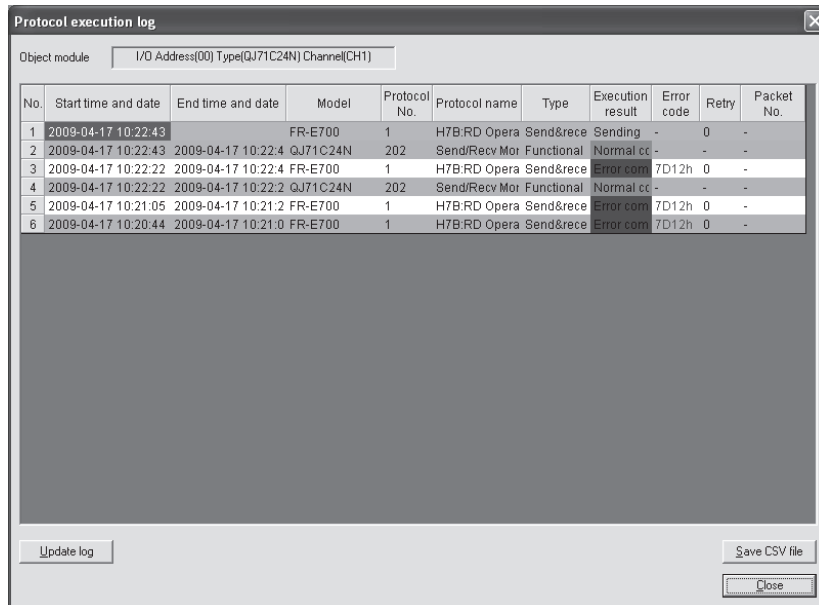 Protocol execution log
Object module I/O Address(00) Type(QJ71C24N) Channel(CH1)
No. Start time and date End time and date Model Protocol No. Protocol name Type Execution result Error code Retry Packet No.
1 2009-04-17 10:22:43 FR-E700 1 H7B:RD Opera Send&rece Sending - 0 -
2 2009-04-17 10:22:43 2009-04-17 10:22:4 QJ71C24N 202 Send/Recv Mor Functional Normal cc - - -
3 2009-04-17 10:22:22 2009-04-17 10:22:4 FR-E700 1 H7B:RD Opera Send&rece Error com 7D12h 0 -
4 2009-04-17 10:22:22 2009-04-17 10:22:2 QJ71C24N 202 Send/Recv Mor Functional Normal cc - - -
5 2009-04-17 10:21:05 2009-04-17 10:21:2 FR-E700 1 H7B:RD Opera Send&rece Error com 7D12h 0 -
6 2009-04-17 10:20:44 2009-04-17 10:21:0 FR-E700 1 H7B:RD Opera Send&rece Error com 7D12h 0 -
Update log
Save CSV file
Close